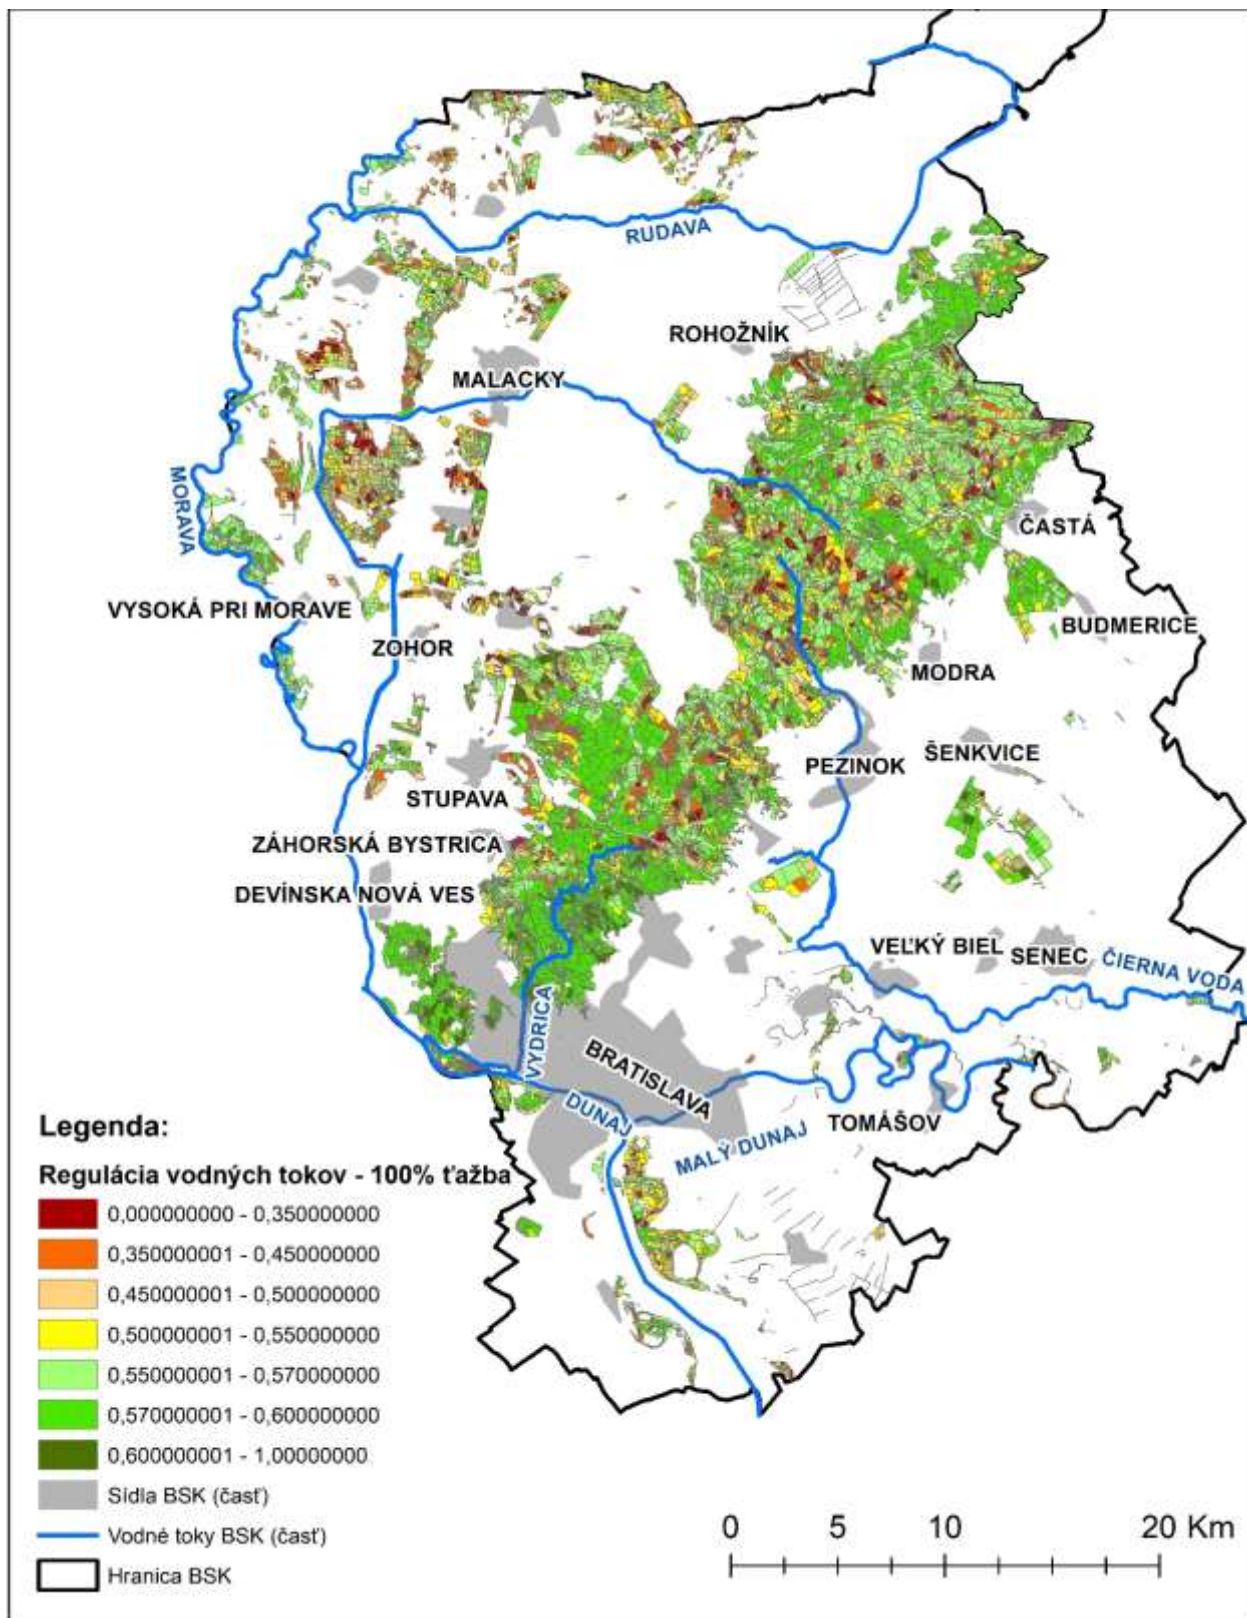 RUDAVA
ROHOŽNÍK
MALACKY
MORAVA
ČASTÁ
VYSOKÁ PRI MORAVE
BUDMERICE
ZOHOR
MODRA
PEZINOK
ŠENKVICE
STUPAVA
ZÁHORSKÁ BYSTRICA
DEVÍNSKA NOVÁ VES
VEĽKÝ BIEL
SENEC
ČIERNA VODA
VYDRICA
BRATISLAVA
DUNAJ
TOMÁŠOV
MALÝ DUNAJ
Legenda:
Regulácia vodných tokov - 100% ťažba
0,000000000 - 0,350000000
0,350000001 - 0,450000000
0,450000001 - 0,500000000
0,500000001 - 0,550000000
0,550000001 - 0,570000000
0,570000001 - 0,600000000
0,600000001 - 1,00000000
Sídla BSK (časť)
Vodné toky BSK (časť)
Hranica BSK
0 5 10 20 Km